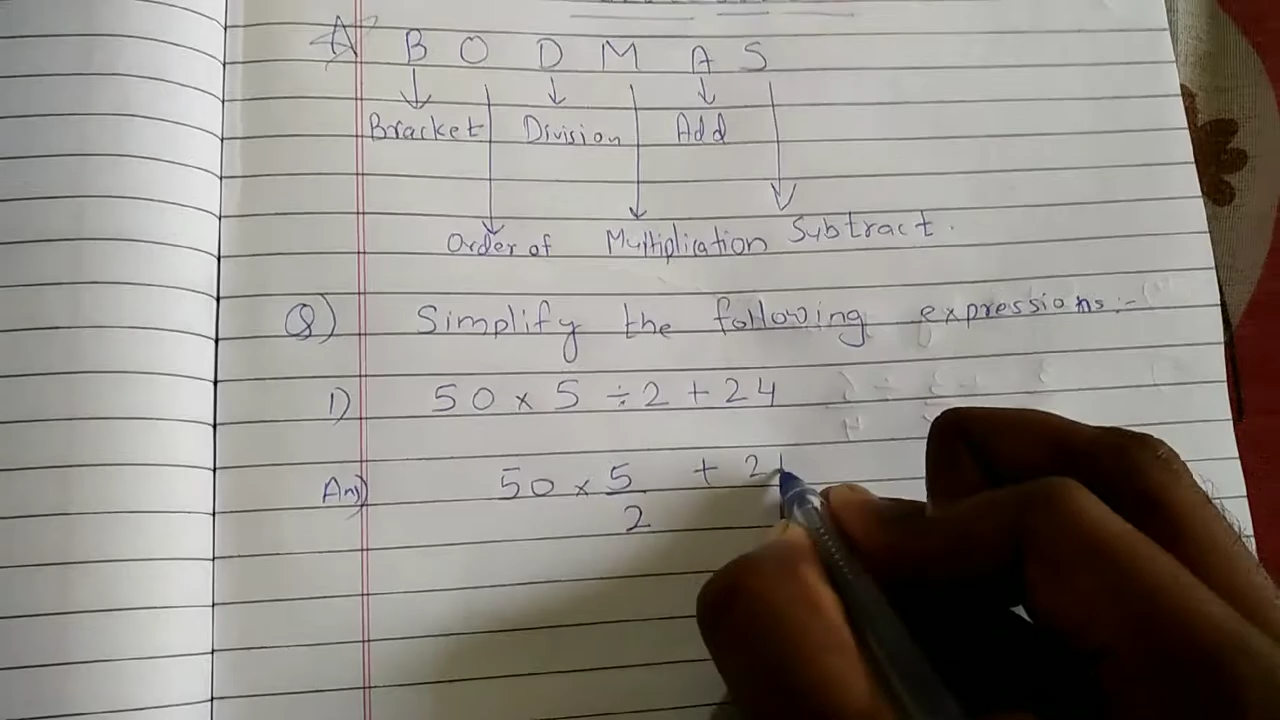 A B O D M A S
Bracket Division Add
Order of Multiplication Subtract.
Q) Simplify the following expressions:-
1) 50 × 5 ÷ 2 + 24
Ans) 50 × 5 + 2
2